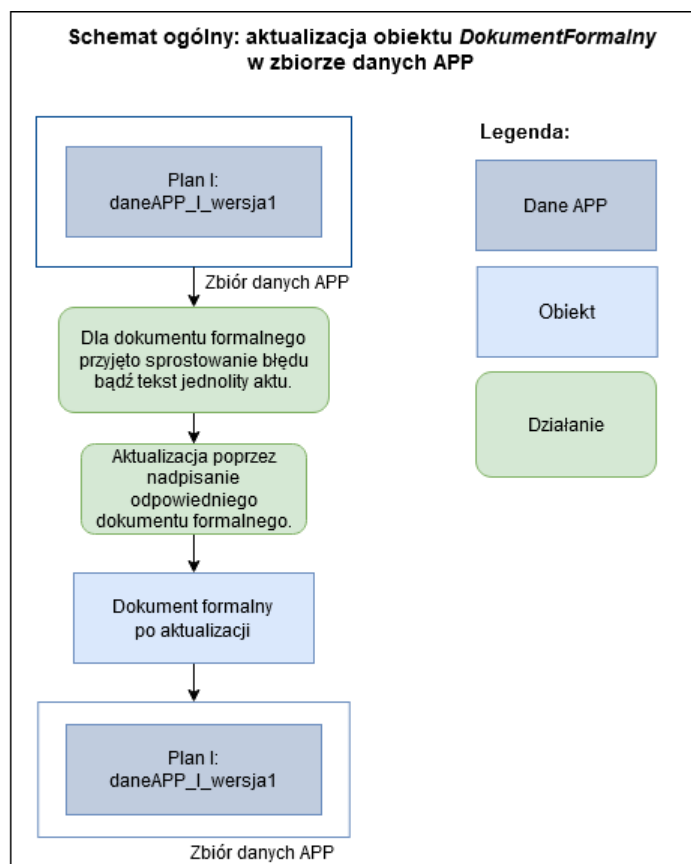 Schemat ogólny: aktualizacja obiektu DokumentFormalny
w zbiorze danych APP
Plan I:
daneAPP_I_wersja1
Zbiór danych APP
Dla dokumentu formalnego
przyjęto sprostowanie błędu
bądź tekst jednolity aktu.
Aktualizacja poprzez
nadpisanie
odpowiedniego
dokumentu formalnego.
Dokument formalny
po aktualizacji
Plan I:
daneAPP_I_wersja1
Zbiór danych APP
Legenda:
Dane APP
Obiekt
Działanie